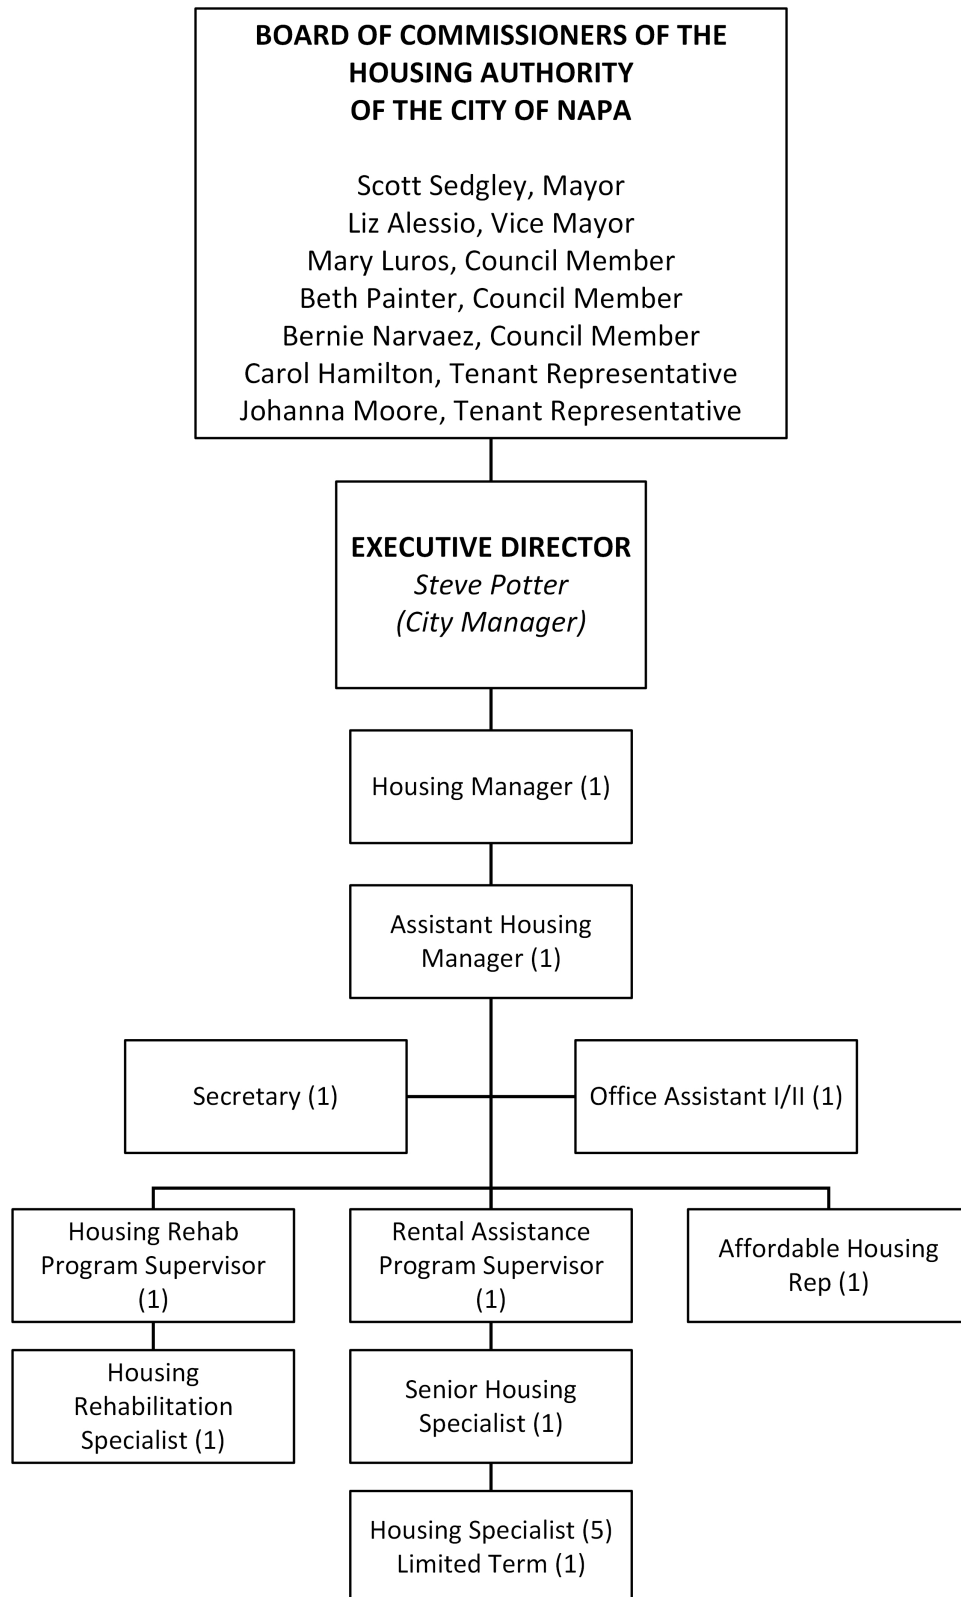 BOARD OF COMMISSIONERS OF THE
HOUSING AUTHORITY
OF THE CITY OF NAPA
Scott Sedgley, Mayor
Liz Alessio, Vice Mayor
Mary Luros, Council Member
Beth Painter, Council Member
Bernie Narvaez, Council Member
Carol Hamilton, Tenant Representative
Johanna Moore, Tenant Representative
EXECUTIVE DIRECTOR
Steve Potter
(City Manager)
Housing Manager (1)
Assistant Housing
Manager (1)
Secretary (1)
Office Assistant I/II (1)
Housing Rehab
Program Supervisor
(1)
Rental Assistance
Program Supervisor
(1)
Affordable Housing
Rep (1)
Housing
Rehabilitation
Specialist (1)
Senior Housing
Specialist (1)
Housing Specialist (5)
Limited Term (1)